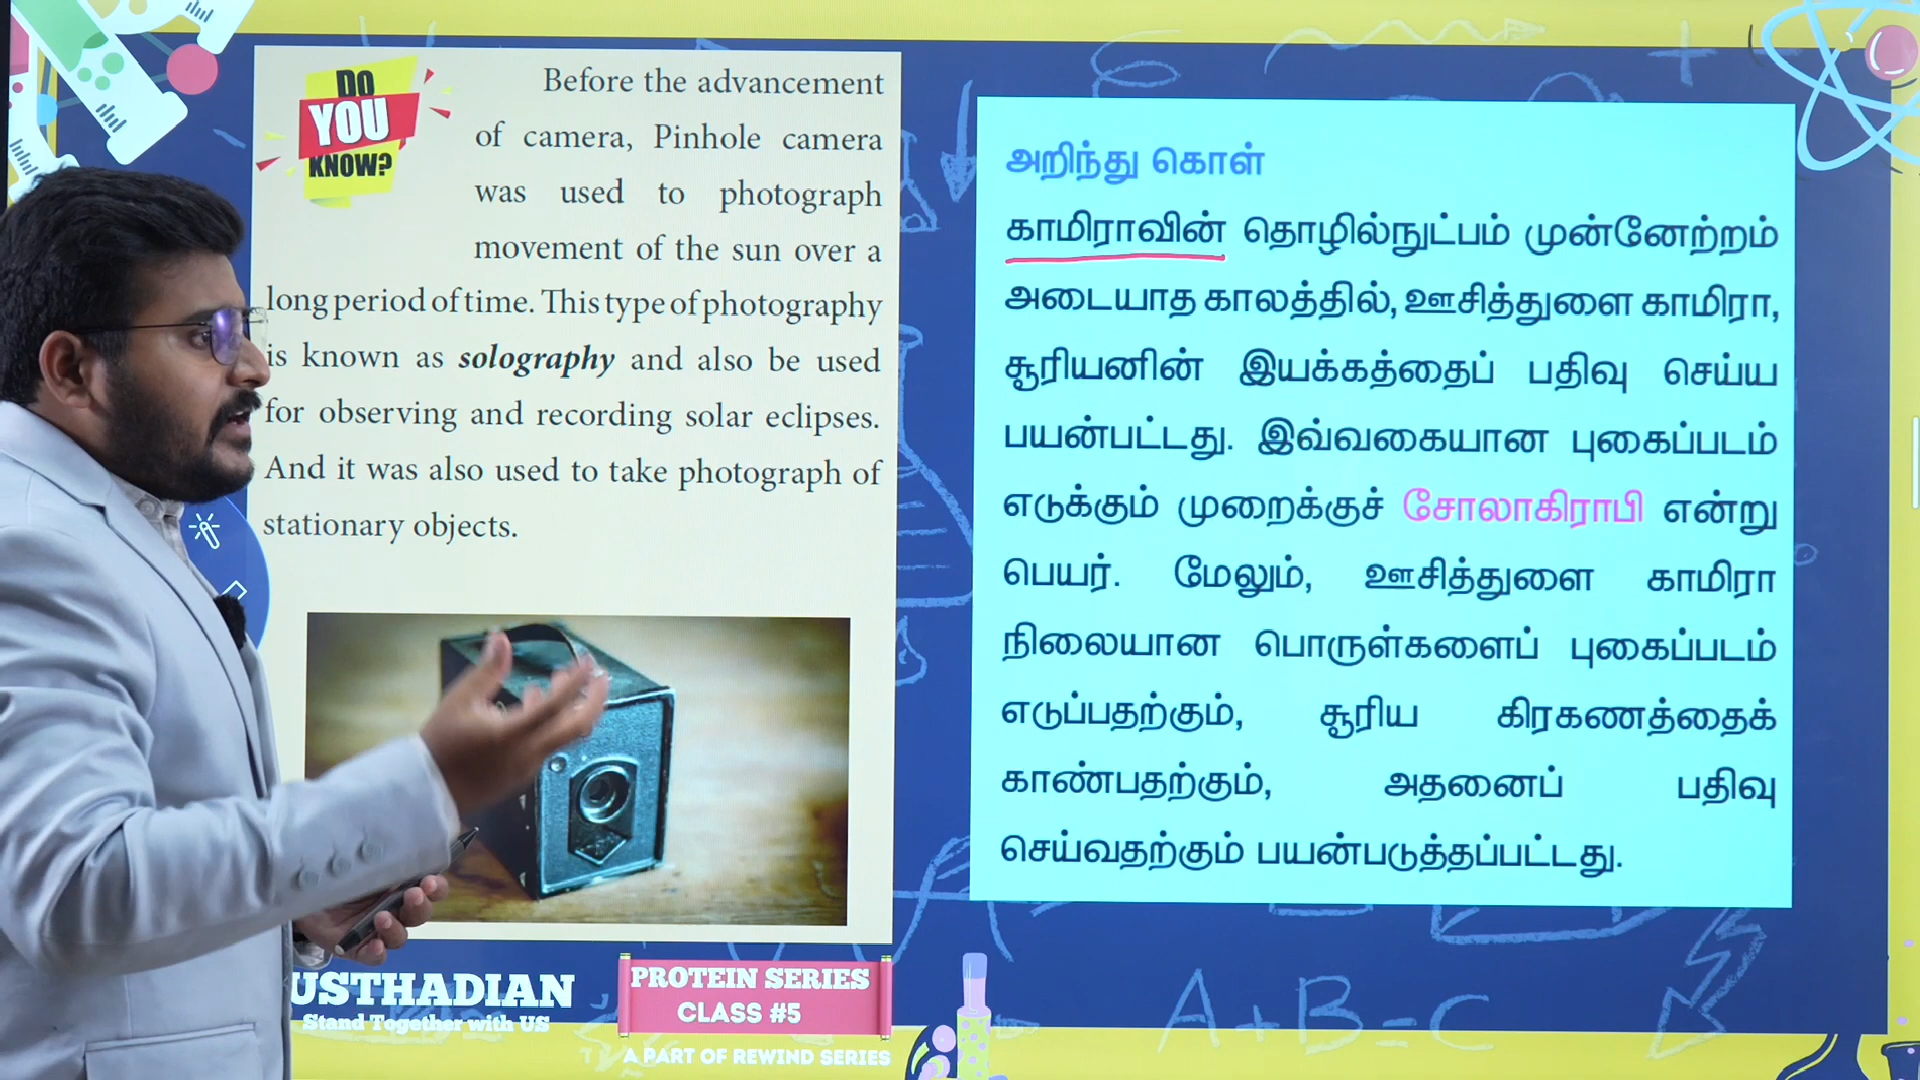 DO
YOU
KNOW?
Before the advancement
of camera, Pinhole camera
was used to photograph
movement of the sun over a
long period of time. This type of photography
is known as solography and also be used
for observing and recording solar eclipses.
And it was also used to take photograph of
stationary objects.
அறிந்து கொள்
காமிராவின் தொழில்நுட்பம் முன்னேற்றம்
அடையாத காலத்தில், ஊசித்துளை காமிரா,
சூரியனின் இயக்கத்தைப் பதிவு செய்ய
பயன்பட்டது. இவ்வகையான புகைப்படம்
எடுக்கும் முறைக்குச் சோலாகிராபி என்று
பெயர். மேலும், ஊசித்துளை காமிரா
நிலையான பொருள்களைப் புகைப்படம்
எடுப்பதற்கும், சூரிய கிரகணத்தைக்
காண்பதற்கும், அதனைப் பதிவு
செய்வதற்கும் பயன்படுத்தப்பட்டது.
USTHADIAN
Stand Together with US
PROTEIN SERIES
CLASS #5
A PART OF REWIND SERIES
A+B=C